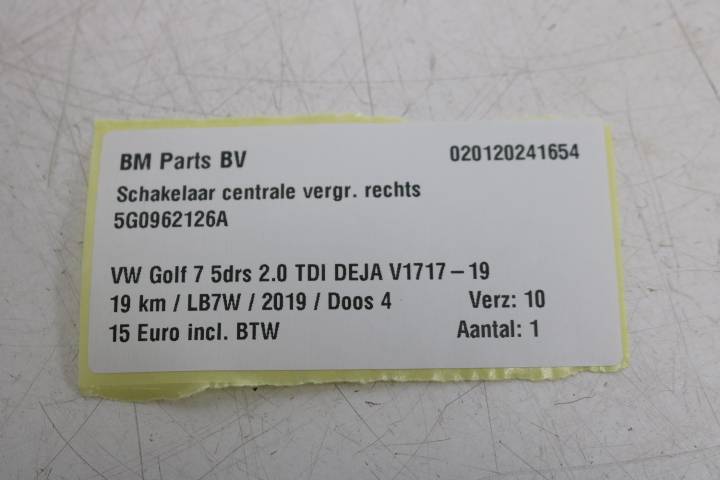 BM Parts BV 020120241654
Schakelaar centrale vergr. rechts
5G0962126A
VW Golf 7 5drs 2.0 TDI DEJA V1717 – 19
19 km / LB7W / 2019 / Doos 4 Verz: 10
15 Euro incl. BTW Aantal: 1